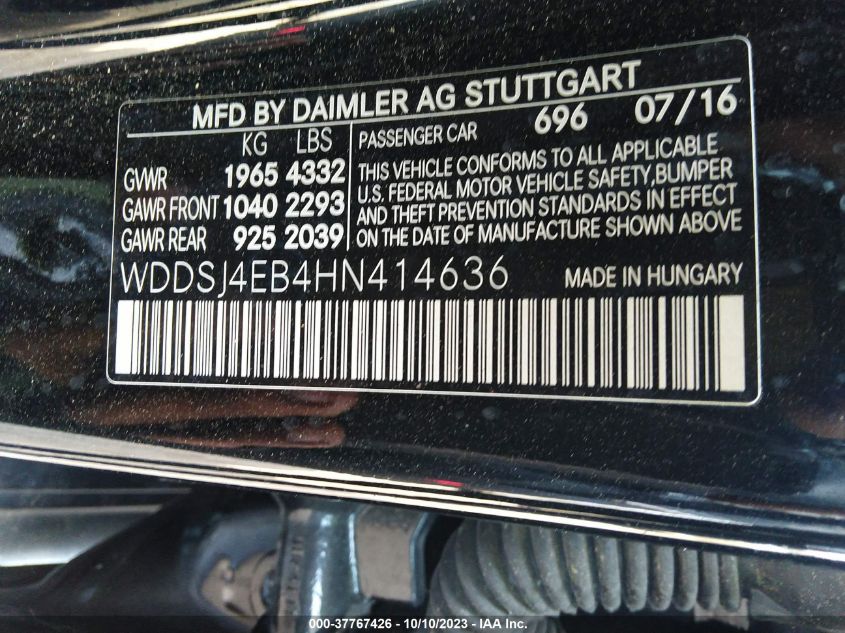 MFD BY DAIMLER AG STUTTGART
KG LBS
GVWR 1965 4332
GAWR FRONT 1040 2293
GAWR REAR 925 2039
PASSENGER CAR 696 07/16
THIS VEHICLE CONFORMS TO ALL APPLICABLE
U.S. FEDERAL MOTOR VEHICLE SAFETY, BUMPER
AND THEFT PREVENTION STANDARDS IN EFFECT
ON THE DATE OF MANUFACTURE SHOWN ABOVE
WDDSJ4EB4HN414636 MADE IN HUNGARY
000-37767426 - 10/10/2023 - IAA Inc.